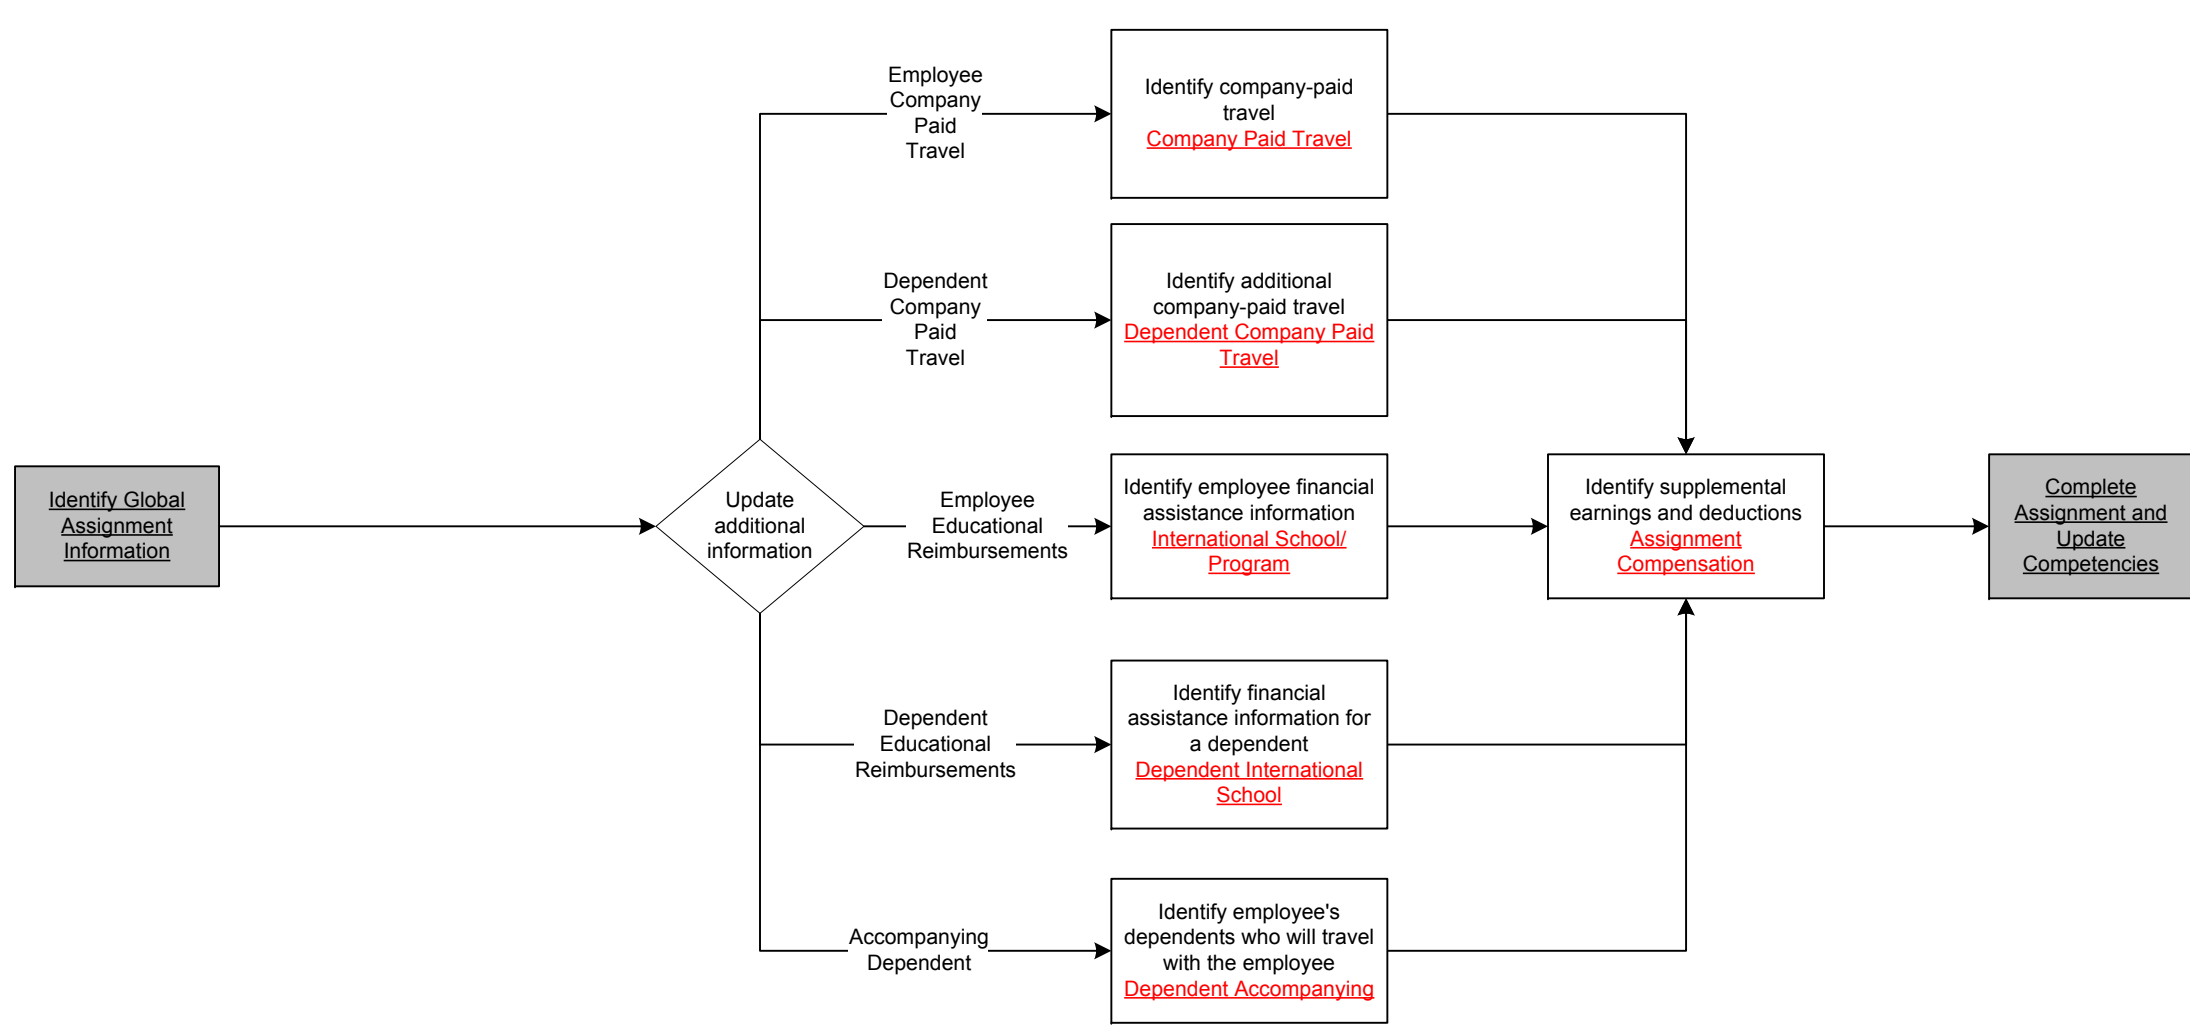 Identify Global
Assignment
Information
Update
additional
information
Employee
Company
Paid
Travel
Identify company-paid
travel
Company Paid Travel
Dependent
Company
Paid
Travel
Identify additional
company-paid travel
Dependent Company Paid
Travel
Employee
Educational
Reimbursements
Identify employee financial
assistance information
International School/
Program
Dependent
Educational
Reimbursements
Identify financial
assistance information for
a dependent
Dependent International
School
Accompanying
Dependent
Identify employee's
dependents who will travel
with the employee
Dependent Accompanying
Identify supplemental
earnings and deductions
Assignment
Compensation
Complete
Assignment and
Update
Competencies